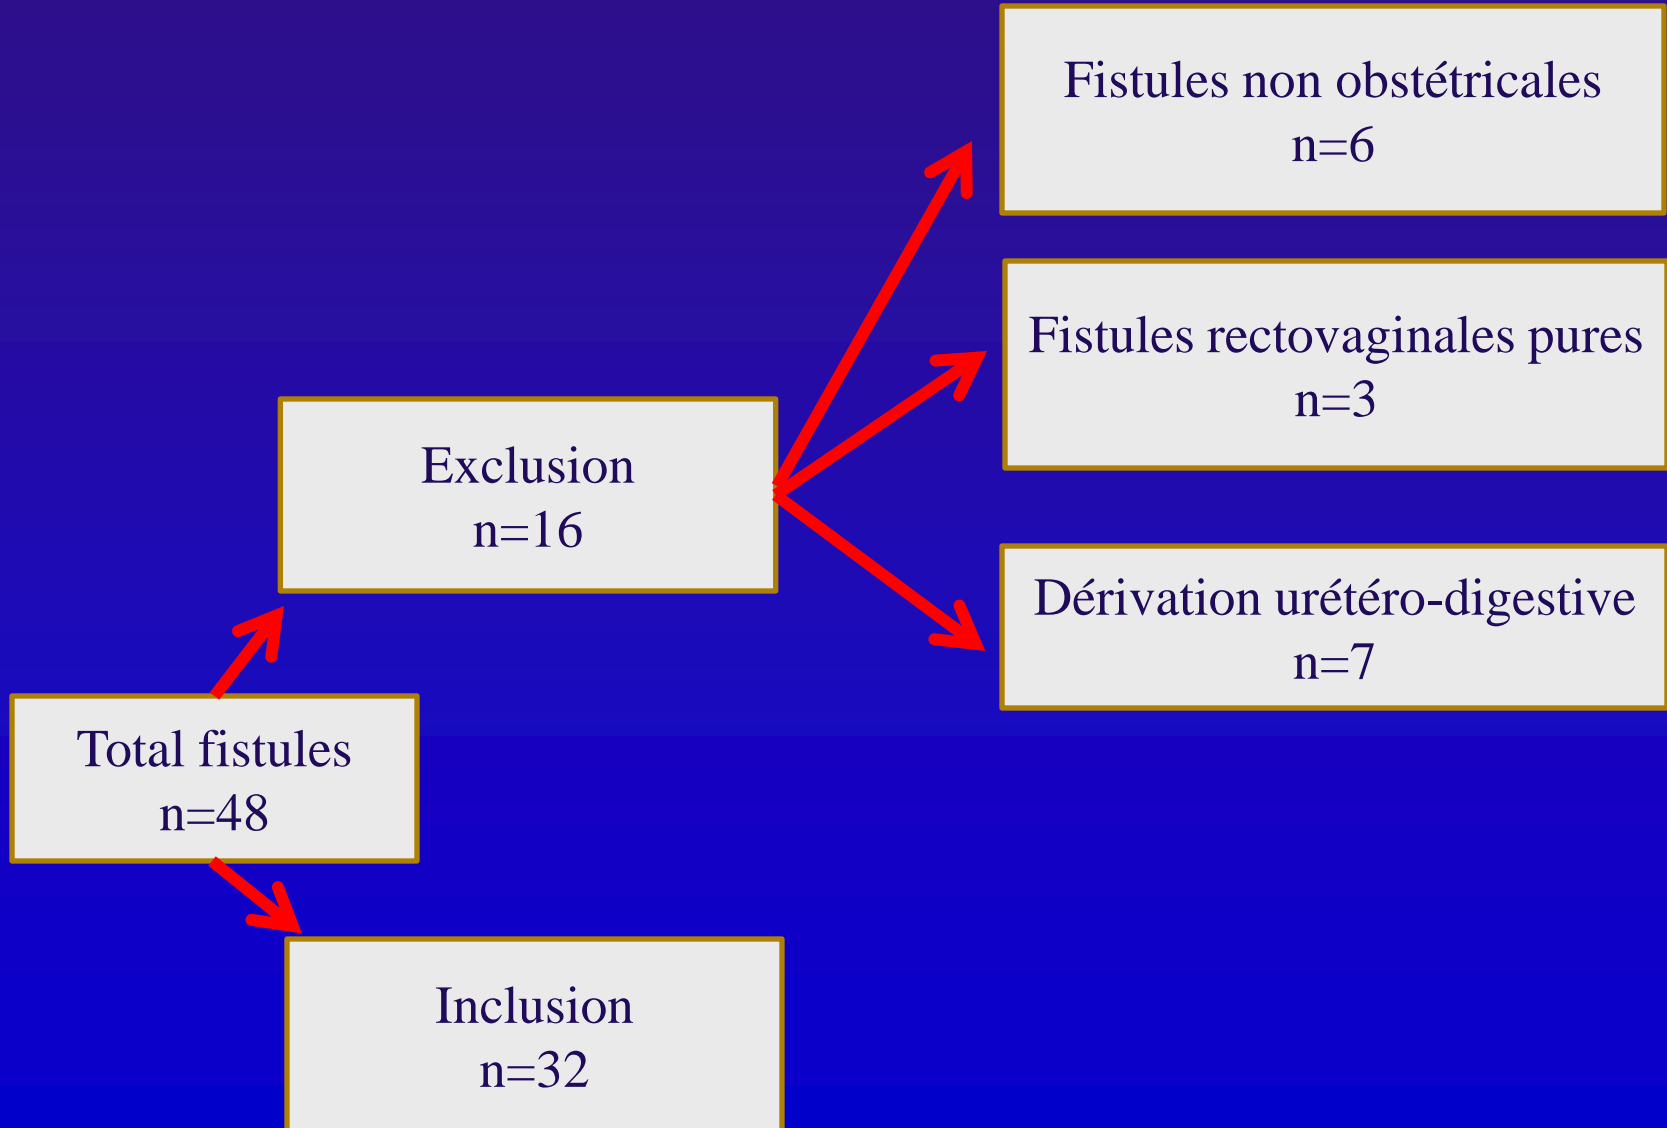 Fistules non obstétricales
n=6
Fistules rectovaginales pures
n=3
Exclusion
n=16
Dérivation urétéro-digestive
n=7
Total fistules
n=48
Inclusion
n=32